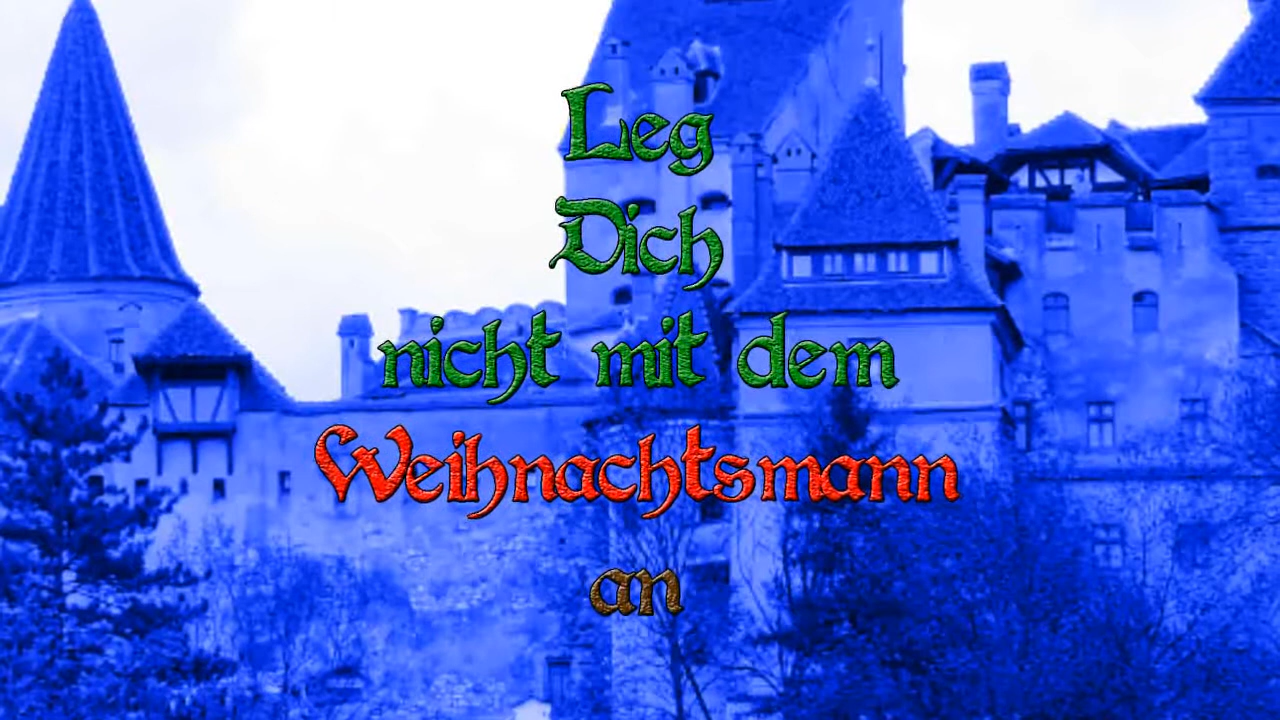 Leg
Dich
nicht mit dem
Weihnachtsmann
an